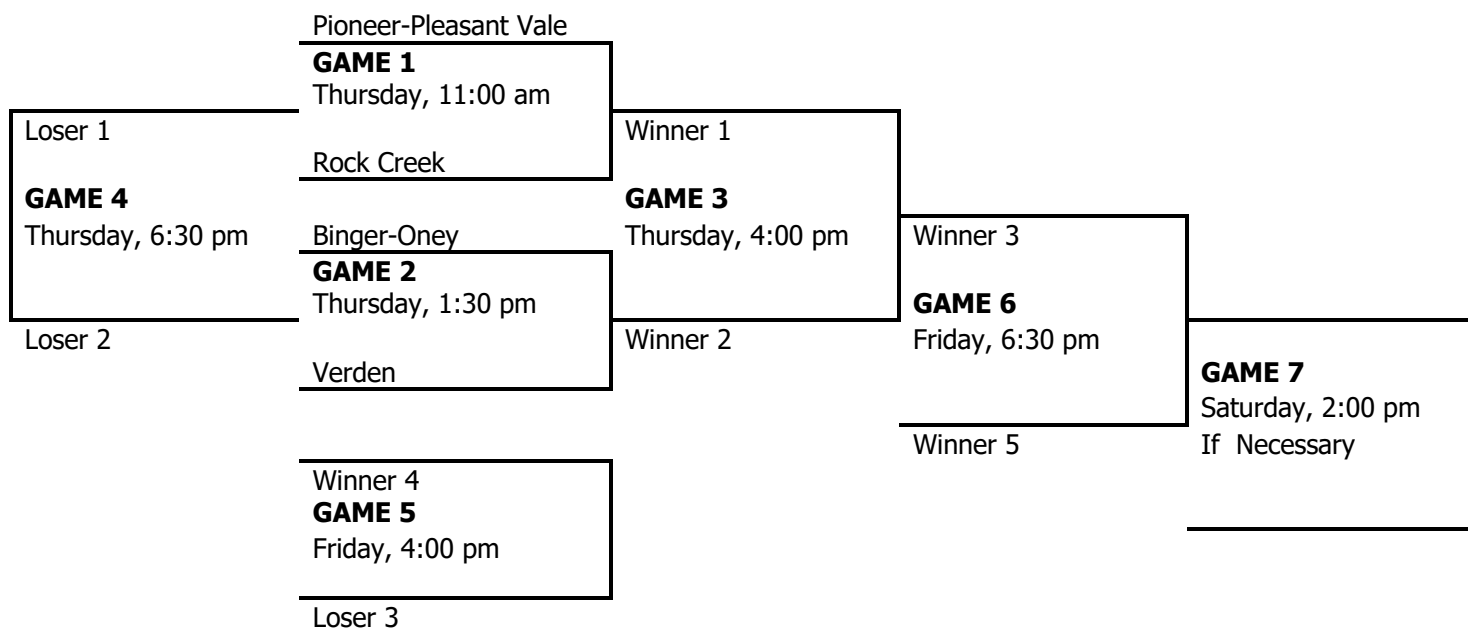 Pioneer-Pleasant Vale
GAME 1
Thursday, 11:00 am
Rock Creek
Loser 1
GAME 4
Thursday, 6:30 pm
Loser 2
Binger-Oney
GAME 2
Thursday, 1:30 pm
Verden
Winner 1
GAME 3
Thursday, 4:00 pm
Winner 2
Winner 4
GAME 5
Friday, 4:00 pm
Loser 3
Winner 3
GAME 6
Friday, 6:30 pm
Winner 5
GAME 7
Saturday, 2:00 pm
If Necessary